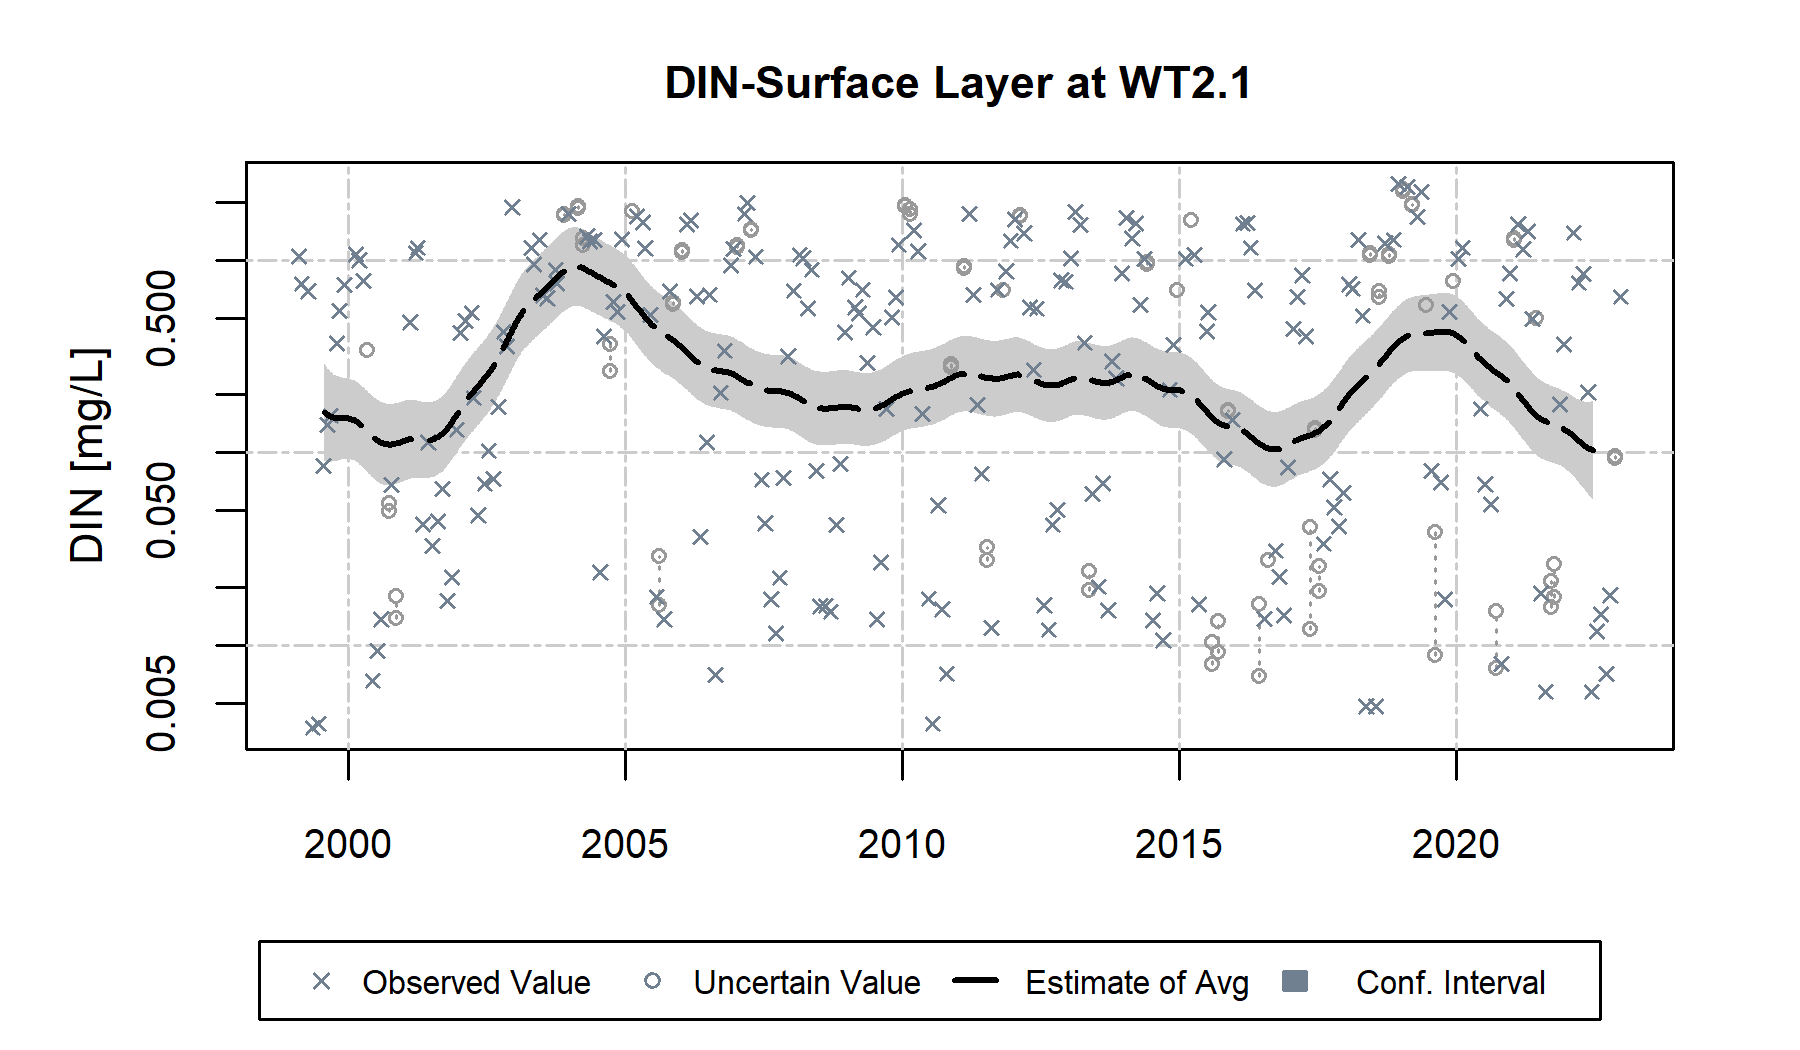 DIN-Surface Layer at WT2.1
DIN [mg/L]
0.500
0.050
0.005
2000 2005 2010 2015 2020
Observed Value Uncertain Value Estimate of Avg Conf. Interval